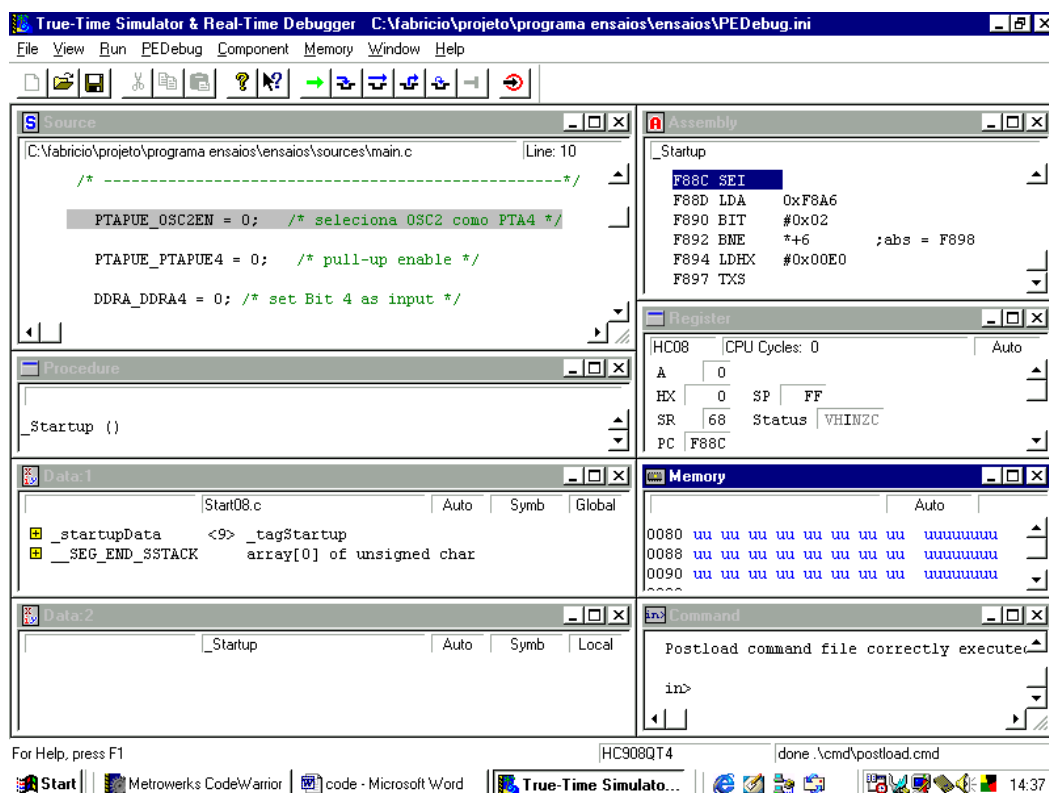 True-Time Simulator & Real-Time Debugger C:\fabricio\projeto\programa ensaios\ensaios\PEDebug.ini
File View Run PEDebug Component Memory Window Help
Source
C:\fabricio\projeto\programa ensaios\ensaios\sources\main.c Line: 10
/* ---------------------------------------------------------*/
PTAPUE_OSC2EN = 0; /* seleciona OSC2 como PTA4 */
PTAPUE_PTAPUE4 = 0; /* pull-up enable */
DDRA_DDRA4 = 0; /* set Bit 4 as input */
Assembly
_Startup
F88C SEI
F88D LDA 0xF8A6
F890 BIT #0x02
F892 BNE *+6 ;abs = F898
F894 LDHX #0x00E0
F897 TXS
Register
HC08 CPU Cycles: 0 Auto
A 0
HX 0 SP FF
SR 68 Status VHINZC
PC F88C
Procedure
_Startup ()
Data:1
Start08.c Auto Symb Global
_startupData <9> _tagStartup
__SEG_END_SSTACK array[0] of unsigned char
Memory
Auto
0080 uu uu uu uu uu uu uu uu uuuuuuuu
0088 uu uu uu uu uu uu uu uu uuuuuuuu
0090 uu uu uu uu uu uu uu uu uuuuuuuu
Data:2
_Startup Auto Symb Local
Command
Postload command file correctly execute
in>
For Help, press F1 HC908QT4 done .\cmd\postload.cmd
Start Metrowerks CodeWarrior code - Microsoft Word True-Time Simulato... 14:37